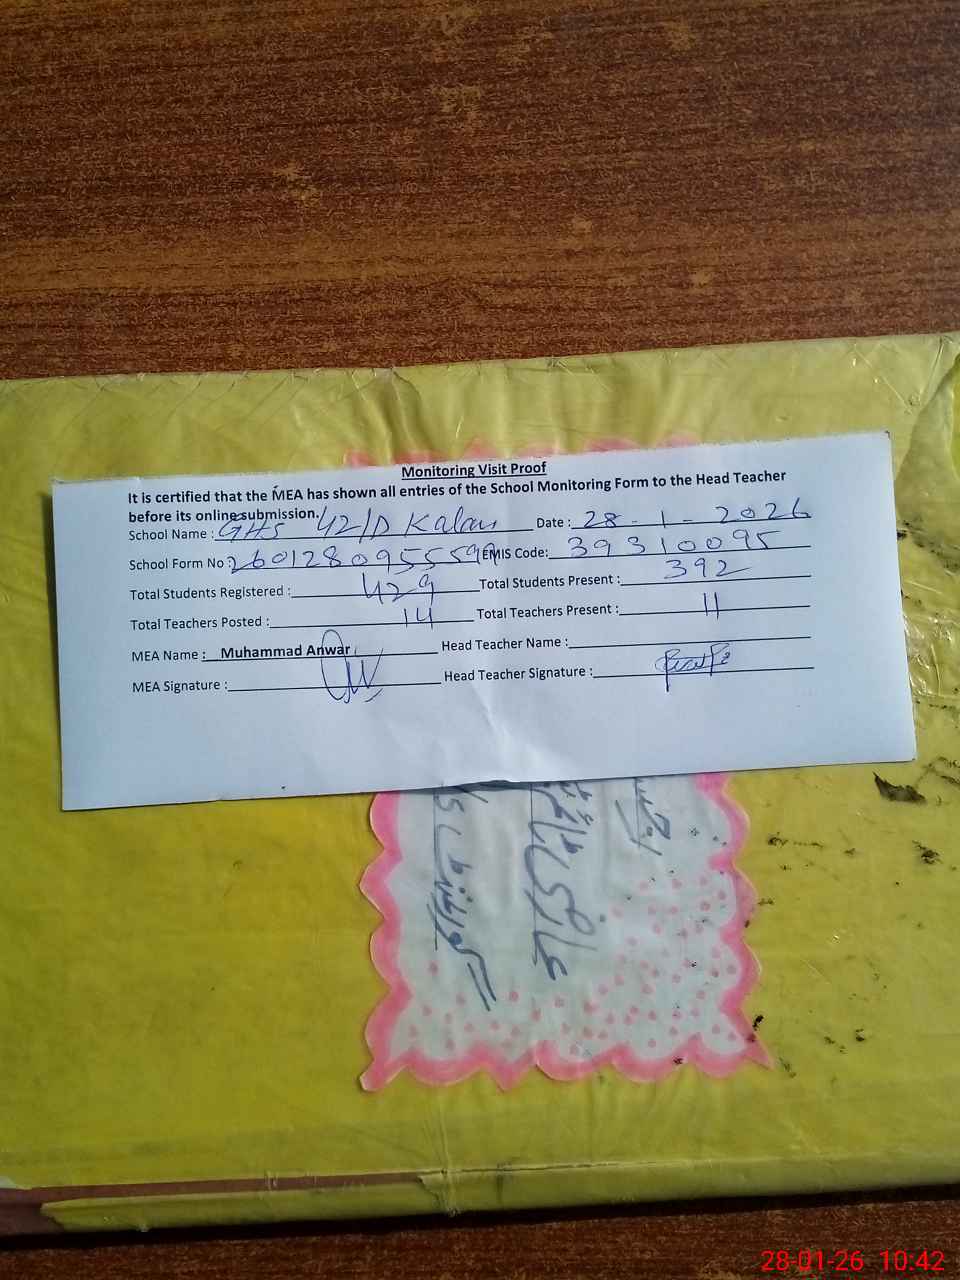 Monitoring Visit Proof
It is certified that the MEA has shown all entries of the School Monitoring Form to the Head Teacher
before its online submission.
School Name : GHS 42/D Kalan Date : 28-1-2026
School Form No : EMIS Code: 39310095
Total Students Registered : 429 Total Students Present : 392
Total Teachers Posted : 14 Total Teachers Present : 11
MEA Name : Muhammad Anwar Head Teacher Name :
MEA Signature : Head Teacher Signature :
28-01-26 10:42